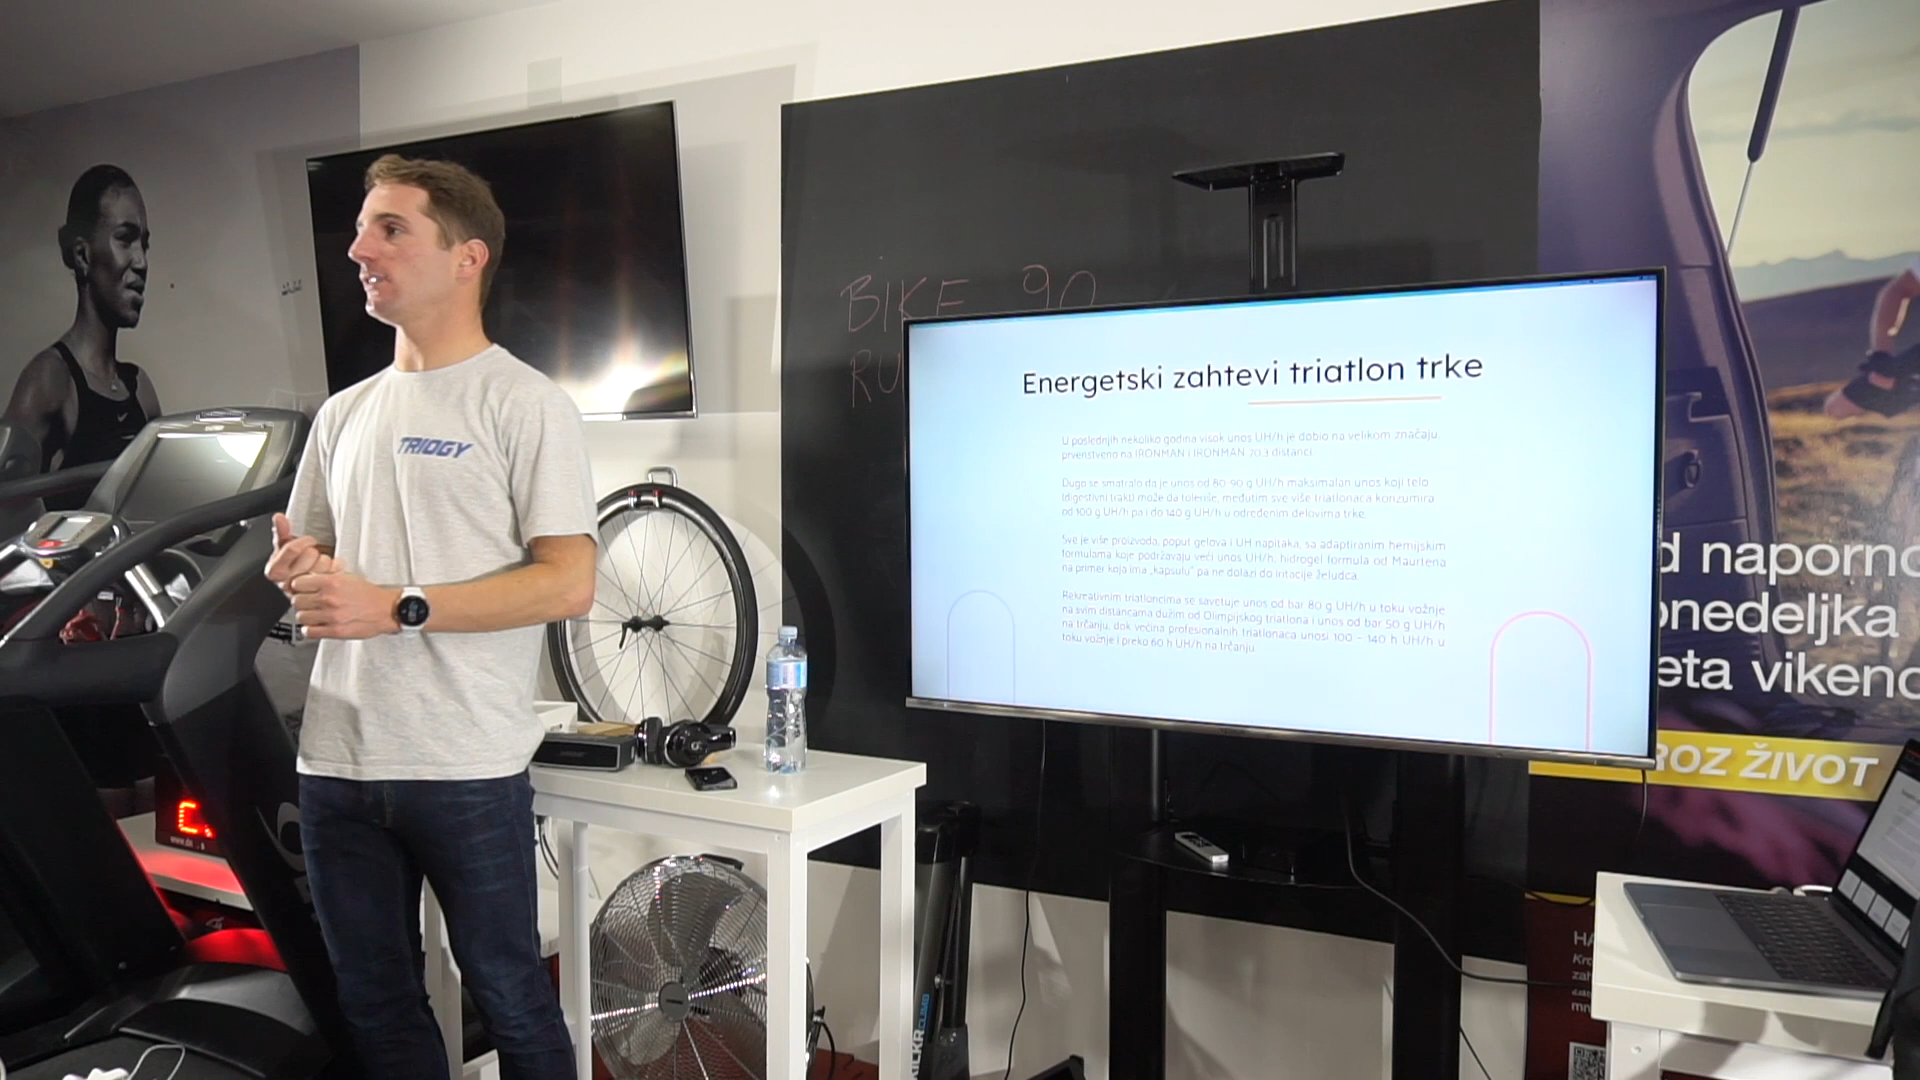 TRIOGY
BIKE 90
RU
Energetski zahtevi triatlon trke
U poslednjih nekoliko godina visok unos UH/h je dobio na velikom značaju,
prvenstveno na IRONMAN i IRONMAN 70.3 distanci.
Dugo se smatralo da je unos od 80-90 g UH/h maksimalan unos koji telo
(digestivni trakt) može da toleriše, međutim sve više triatlonaca konzumira
od 100 g UH/h pa i do 140 g UH/h u određenim delovima trke.
Sve je više proizvoda, poput gelova i UH napitaka, sa adaptiranim hemijskim
formulama koje podržavaju veći unos UH/h, hidrogel formula od Maurtena
na primer koja ima „kapsulu" pa ne dolazi do iritacije želudca.
Rekreativnim triatloncima se savetuje unos od bar 80 g UH/h u toku vožnje
na svim distancama dužim od Olimpijskog triatlona i unos od bar 50 g UH/h
na trčanju, dok većina profesionalnih triatlonaca unosi 100 - 140 h UH/h u
toku vožnje i preko 60 h UH/h na trčanju.
d naporno
onedeljka
eta vikend
ROZ ŽIVOT
KICKR CLIMB